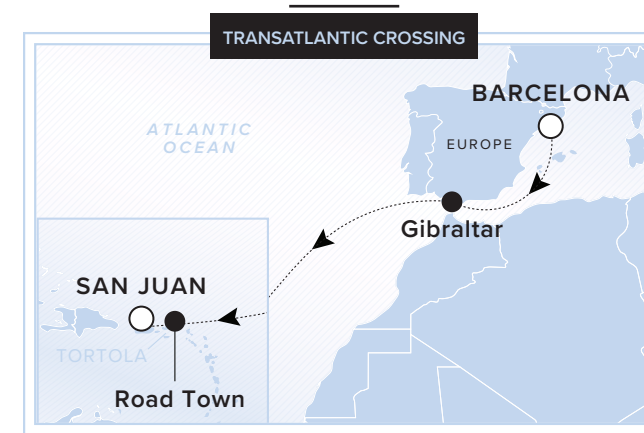 TRANSATLANTIC CROSSING
BARCELONA
ATLANTIC
OCEAN
EUROPE
Gibraltar
SAN JUAN
TORTOLA
Road Town